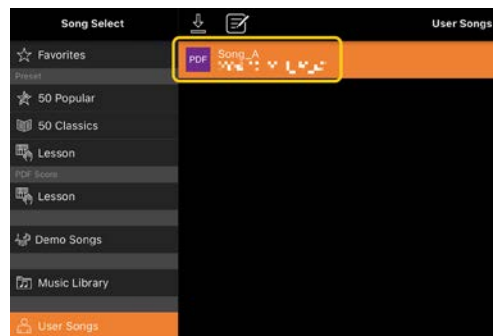 Song Select
User Songs
Favorites
PDF
Song_A
Preset
50 Popular
50 Classics
Lesson
PDF Score
Lesson
Demo Songs
Music Library
User Songs